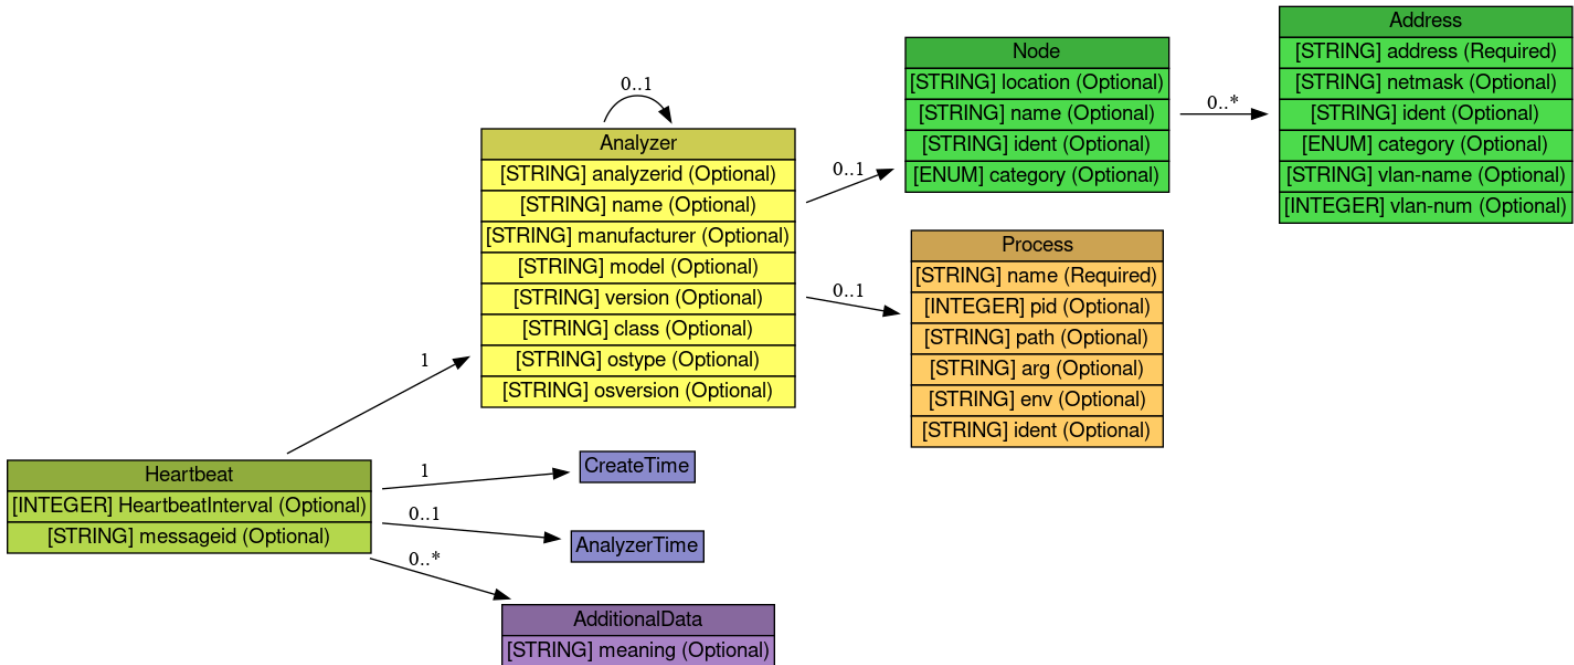 Address
[STRING] address (Required)
[STRING] netmask (Optional)
[STRING] ident (Optional)
[ENUM] category (Optional)
[STRING] vlan-name (Optional)
[INTEGER] vlan-num (Optional)
Node
[STRING] location (Optional)
[STRING] name (Optional)
[STRING] ident (Optional)
[ENUM] category (Optional)
0..*
0..1
Analyzer
[STRING] analyzerid (Optional)
[STRING] name (Optional)
[STRING] manufacturer (Optional)
[STRING] model (Optional)
[STRING] version (Optional)
[STRING] class (Optional)
[STRING] ostype (Optional)
[STRING] osversion (Optional)
0..1
0..1
Process
[STRING] name (Required)
[INTEGER] pid (Optional)
[STRING] path (Optional)
[STRING] arg (Optional)
[STRING] env (Optional)
[STRING] ident (Optional)
1
Heartbeat
[INTEGER] HeartbeatInterval (Optional)
[STRING] messageid (Optional)
1
CreateTime
0..1
AnalyzerTime
0..*
AdditionalData
[STRING] meaning (Optional)